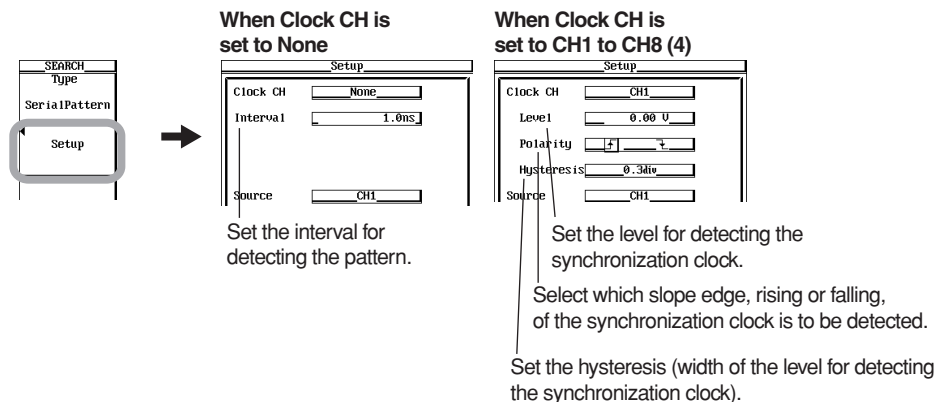 When Clock CH is
set to None
When Clock CH is
set to CH1 to CH8 (4)
SEARCH
Type
SerialPattern
Setup
Setup
Clock CH None
Interval 1.0ns
Source CH1
Set the interval for
detecting the pattern.
Setup
Clock CH CH1
Level 0.00 V
Polarity
Hysteresis 0.3div
Source CH1
Set the level for detecting the
synchronization clock.
Select which slope edge, rising or falling,
of the synchronization clock is to be detected.
Set the hysteresis (width of the level for detecting
the synchronization clock).